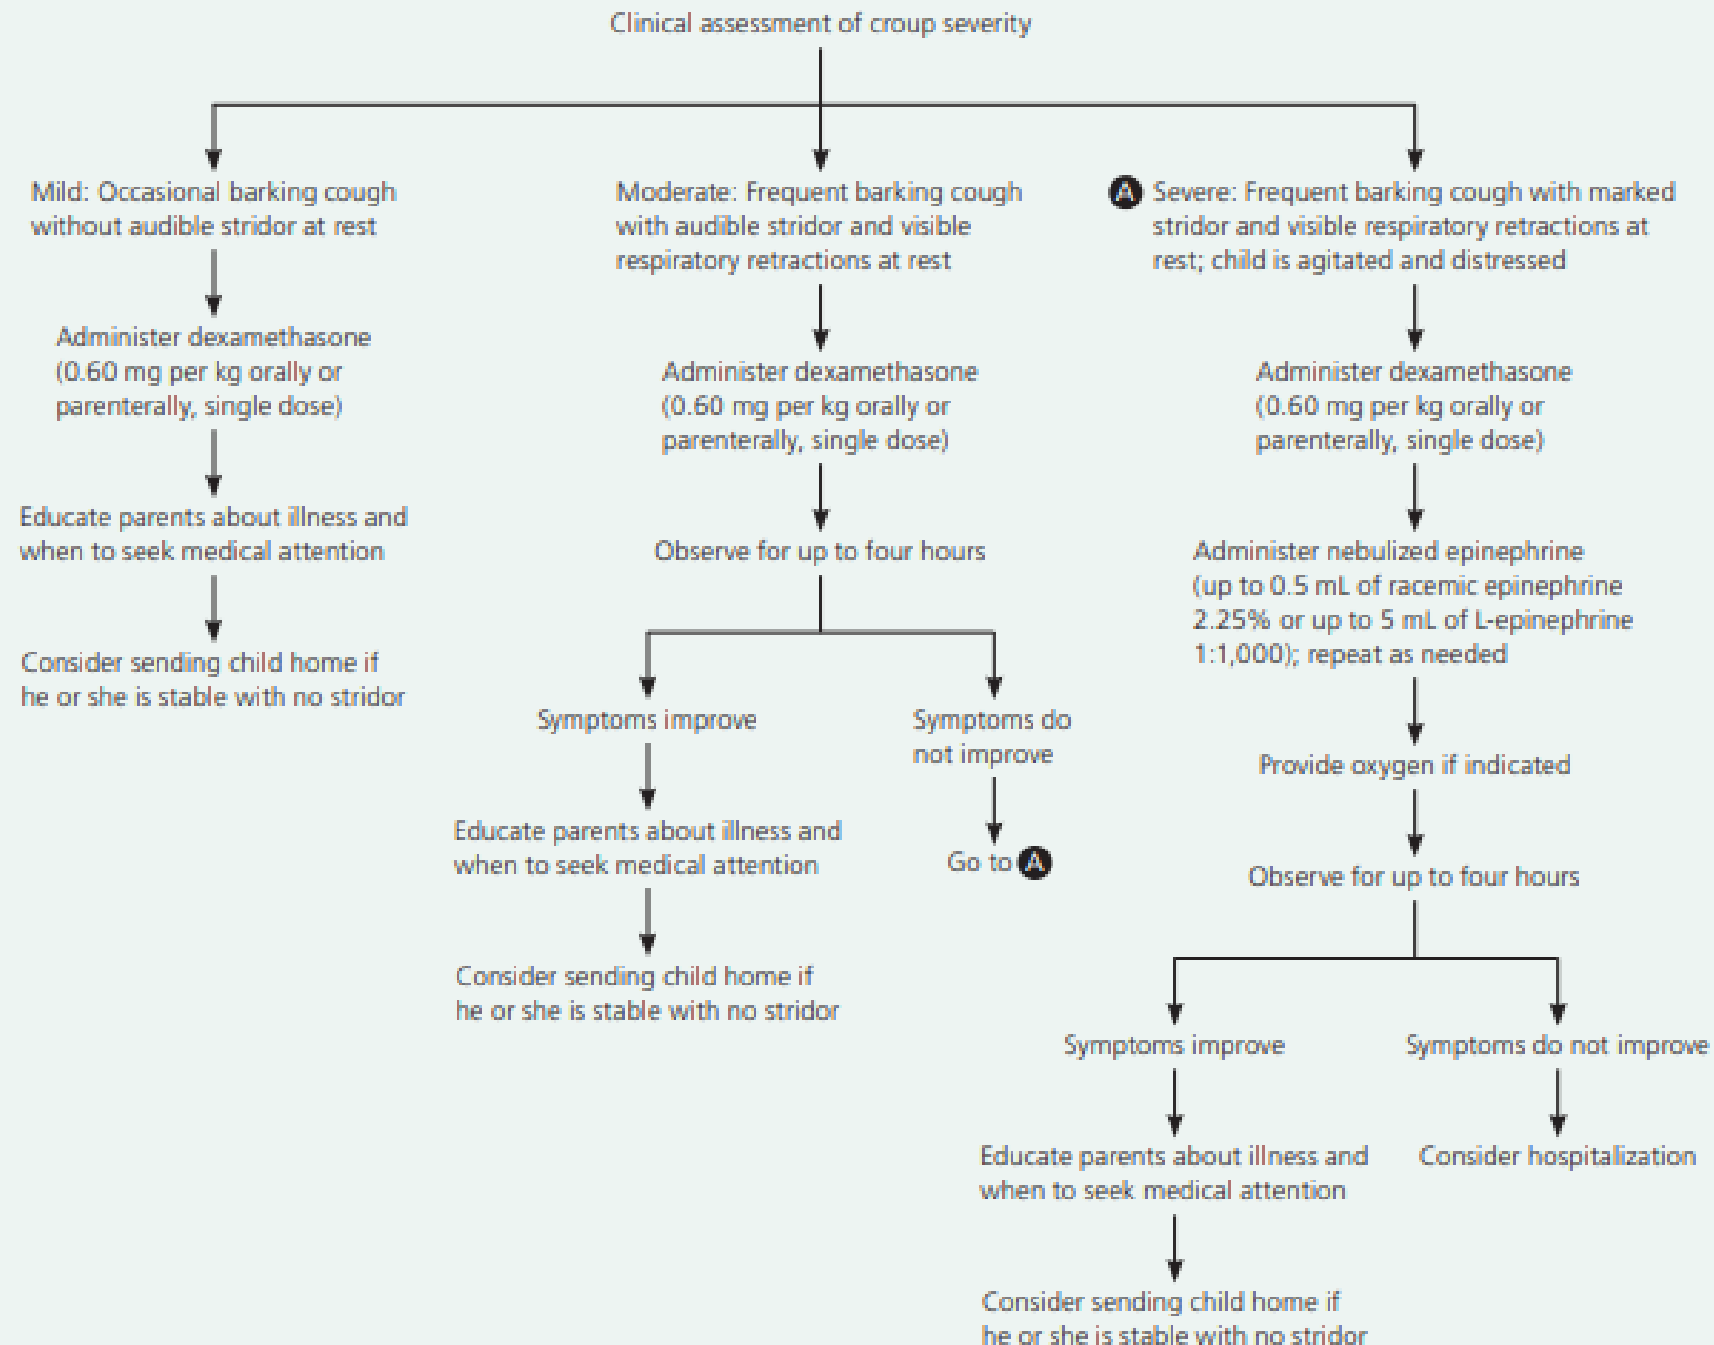 Clinical assessment of croup severity
Mild: Occasional barking cough
without audible stridor at rest
Administer dexamethasone
(0.60 mg per kg orally or
parenterally, single dose)
Educate parents about illness and
when to seek medical attention
Consider sending child home if
he or she is stable with no stridor
Moderate: Frequent barking cough
with audible stridor and visible
respiratory retractions at rest
Administer dexamethasone
(0.60 mg per kg orally or
parenterally, single dose)
Observe for up to four hours
Symptoms improve
Educate parents about illness and
when to seek medical attention
Consider sending child home if
he or she is stable with no stridor
Symptoms do
not improve
Go to A
A Severe: Frequent barking cough with marked
stridor and visible respiratory retractions at
rest; child is agitated and distressed
Administer dexamethasone
(0.60 mg per kg orally or
parenterally, single dose)
Administer nebulized epinephrine
(up to 0.5 mL of racemic epinephrine
2.25% or up to 5 mL of L-epinephrine
1:1,000); repeat as needed
Provide oxygen if indicated
Observe for up to four hours
Symptoms improve
Educate parents about illness and
when to seek medical attention
Consider sending child home if
he or she is stable with no stridor
Symptoms do not improve
Consider hospitalization